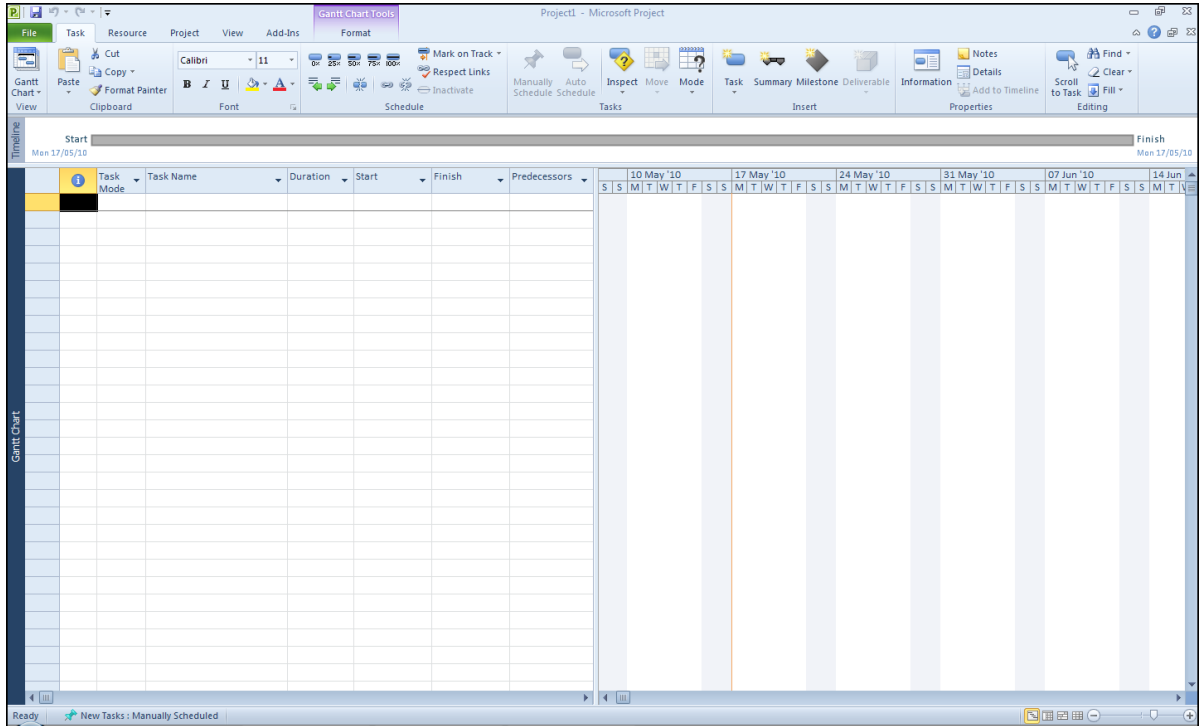 Gantt Chart Tools
Project1 - Microsoft Project
File Task Resource Project View Add-Ins Format
Gantt Chart
View
Paste
Cut
Copy
Format Painter
Clipboard
Calibri 11
B I U A
Font
0× 25× 50× 75× 100×
Mark on Track
Respect Links
Inactivate
Schedule
Manually Schedule
Auto Schedule
Inspect
Move
Mode
Tasks
Task
Summary
Milestone
Deliverable
Insert
Information
Notes
Details
Add to Timeline
Properties
Scroll to Task
Find
Clear
Fill
Editing
Timeline
Start
Mon 17/05/10
Finish
Mon 17/05/10
Task Mode
Task Name
Duration
Start
Finish
Predecessors
10 May '10 17 May '10 24 May '10 31 May '10 07 Jun '10 14 Jun
S S M T W T F S S M T W T F S S M T W T F S S M T W T F S S M T W T F S S M T W
Gantt Chart
Ready
New Tasks : Manually Scheduled